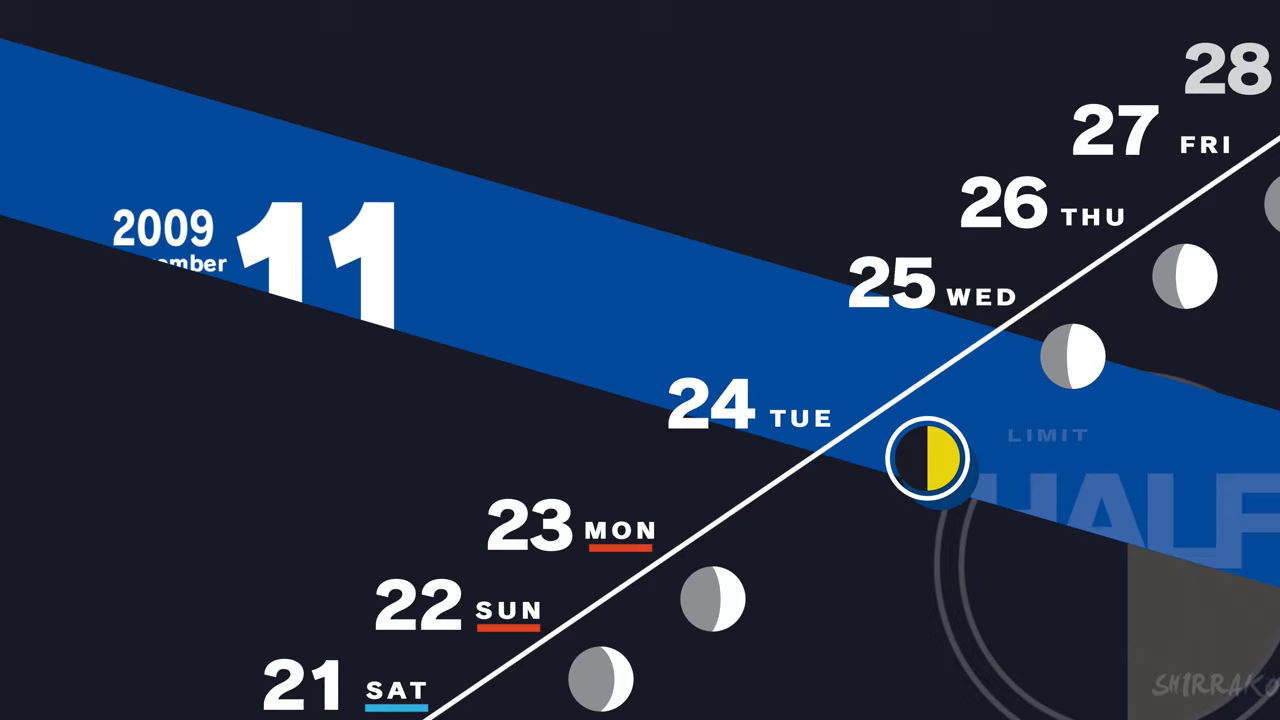 28
27 FRI
26 THU
2009
mber
11
25 WED
24 TUE
LIMIT
HALF
23 MON
22 SUN
21 SAT
SHIRRAKO